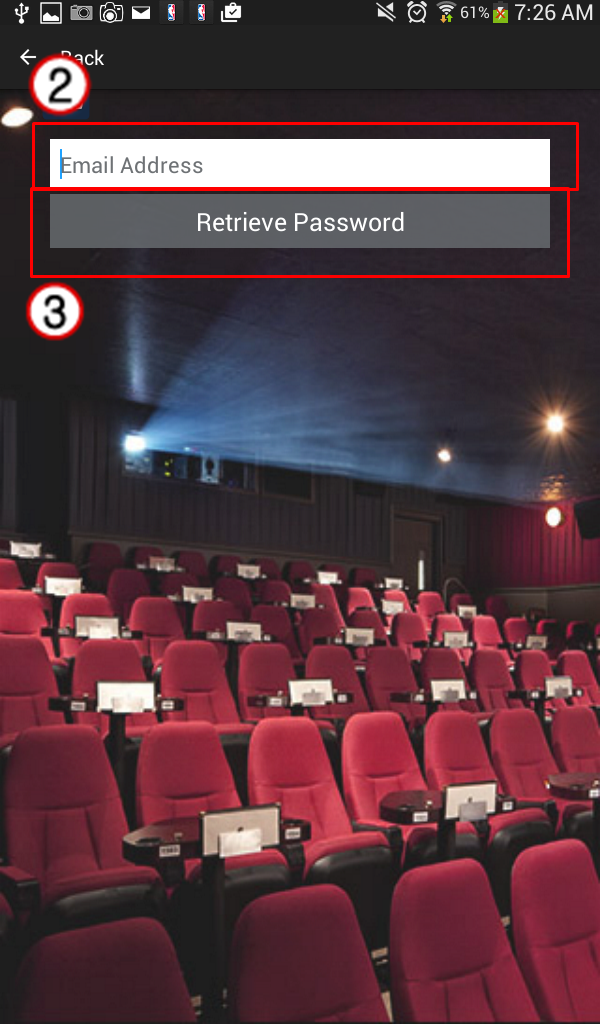 61% 7:26 AM
Back
2
Email Address
Retrieve Password
3